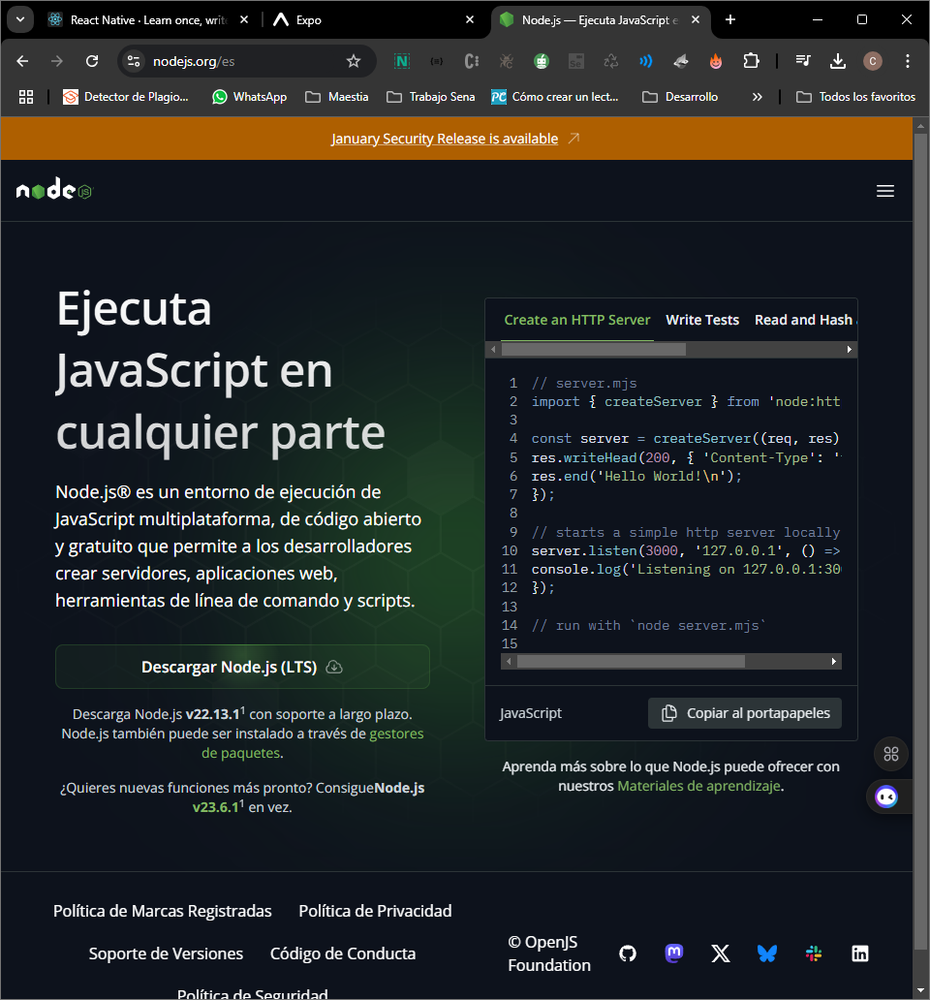 React Native · Learn once, write
Expo
Node.js — Ejecuta JavaScript e
nodejs.org/es
Detector de Plagio...
WhatsApp
Maestia
Trabajo Sena
Cómo crear un lect...
Desarrollo
Todos los favoritos
January Security Release is available
node
JS
Ejecuta
JavaScript en
cualquier parte
Node.js® es un entorno de ejecución de
JavaScript multiplataforma, de código abierto
y gratuito que permite a los desarrolladores
crear servidores, aplicaciones web,
herramientas de línea de comando y scripts.
Descargar Node.js (LTS)
Descarga Node.js v22.13.1¹ con soporte a largo plazo.
Node.js también puede ser instalado a través de gestores
de paquetes.
¿Quieres nuevas funciones más pronto? ConsigueNode.js
v23.6.1¹ en vez.
Create an HTTP Server Write Tests Read and Hash
1 // server.mjs
2 import { createServer } from 'node:htt
3
4 const server = createServer((req, res)
5 res.writeHead(200, { 'Content-Type': '
6 res.end('Hello World!\n');
7 });
8
9 // starts a simple http server locally
10 server.listen(3000, '127.0.0.1', () =>
11 console.log('Listening on 127.0.0.1:300
12 });
13
14 // run with `node server.mjs`
15
JavaScript
Copiar al portapapeles
Aprenda más sobre lo que Node.js puede ofrecer con
nuestros Materiales de aprendizaje.
Política de Marcas Registradas
Política de Privacidad
Soporte de Versiones
Código de Conducta
Política de Seguridad
© OpenJS
Foundation